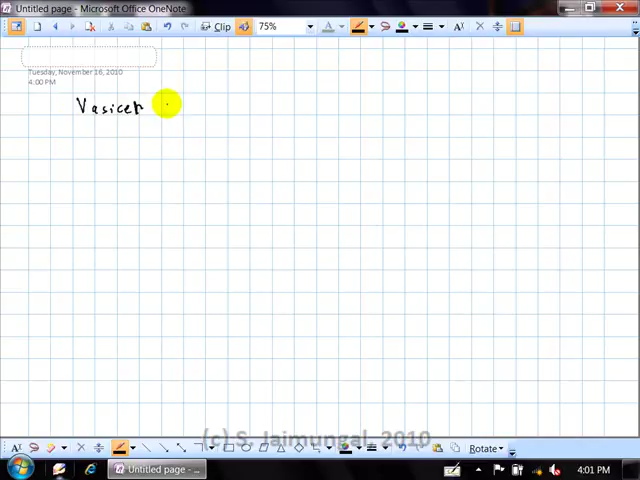 Untitled page - Microsoft Office OneNote
Clip
75%
Tuesday, November 16, 2010
4:00 PM
Vasicek
(c) S. Jaimungal, 2010
Rotate
Untitled page - ...
4:01 PM